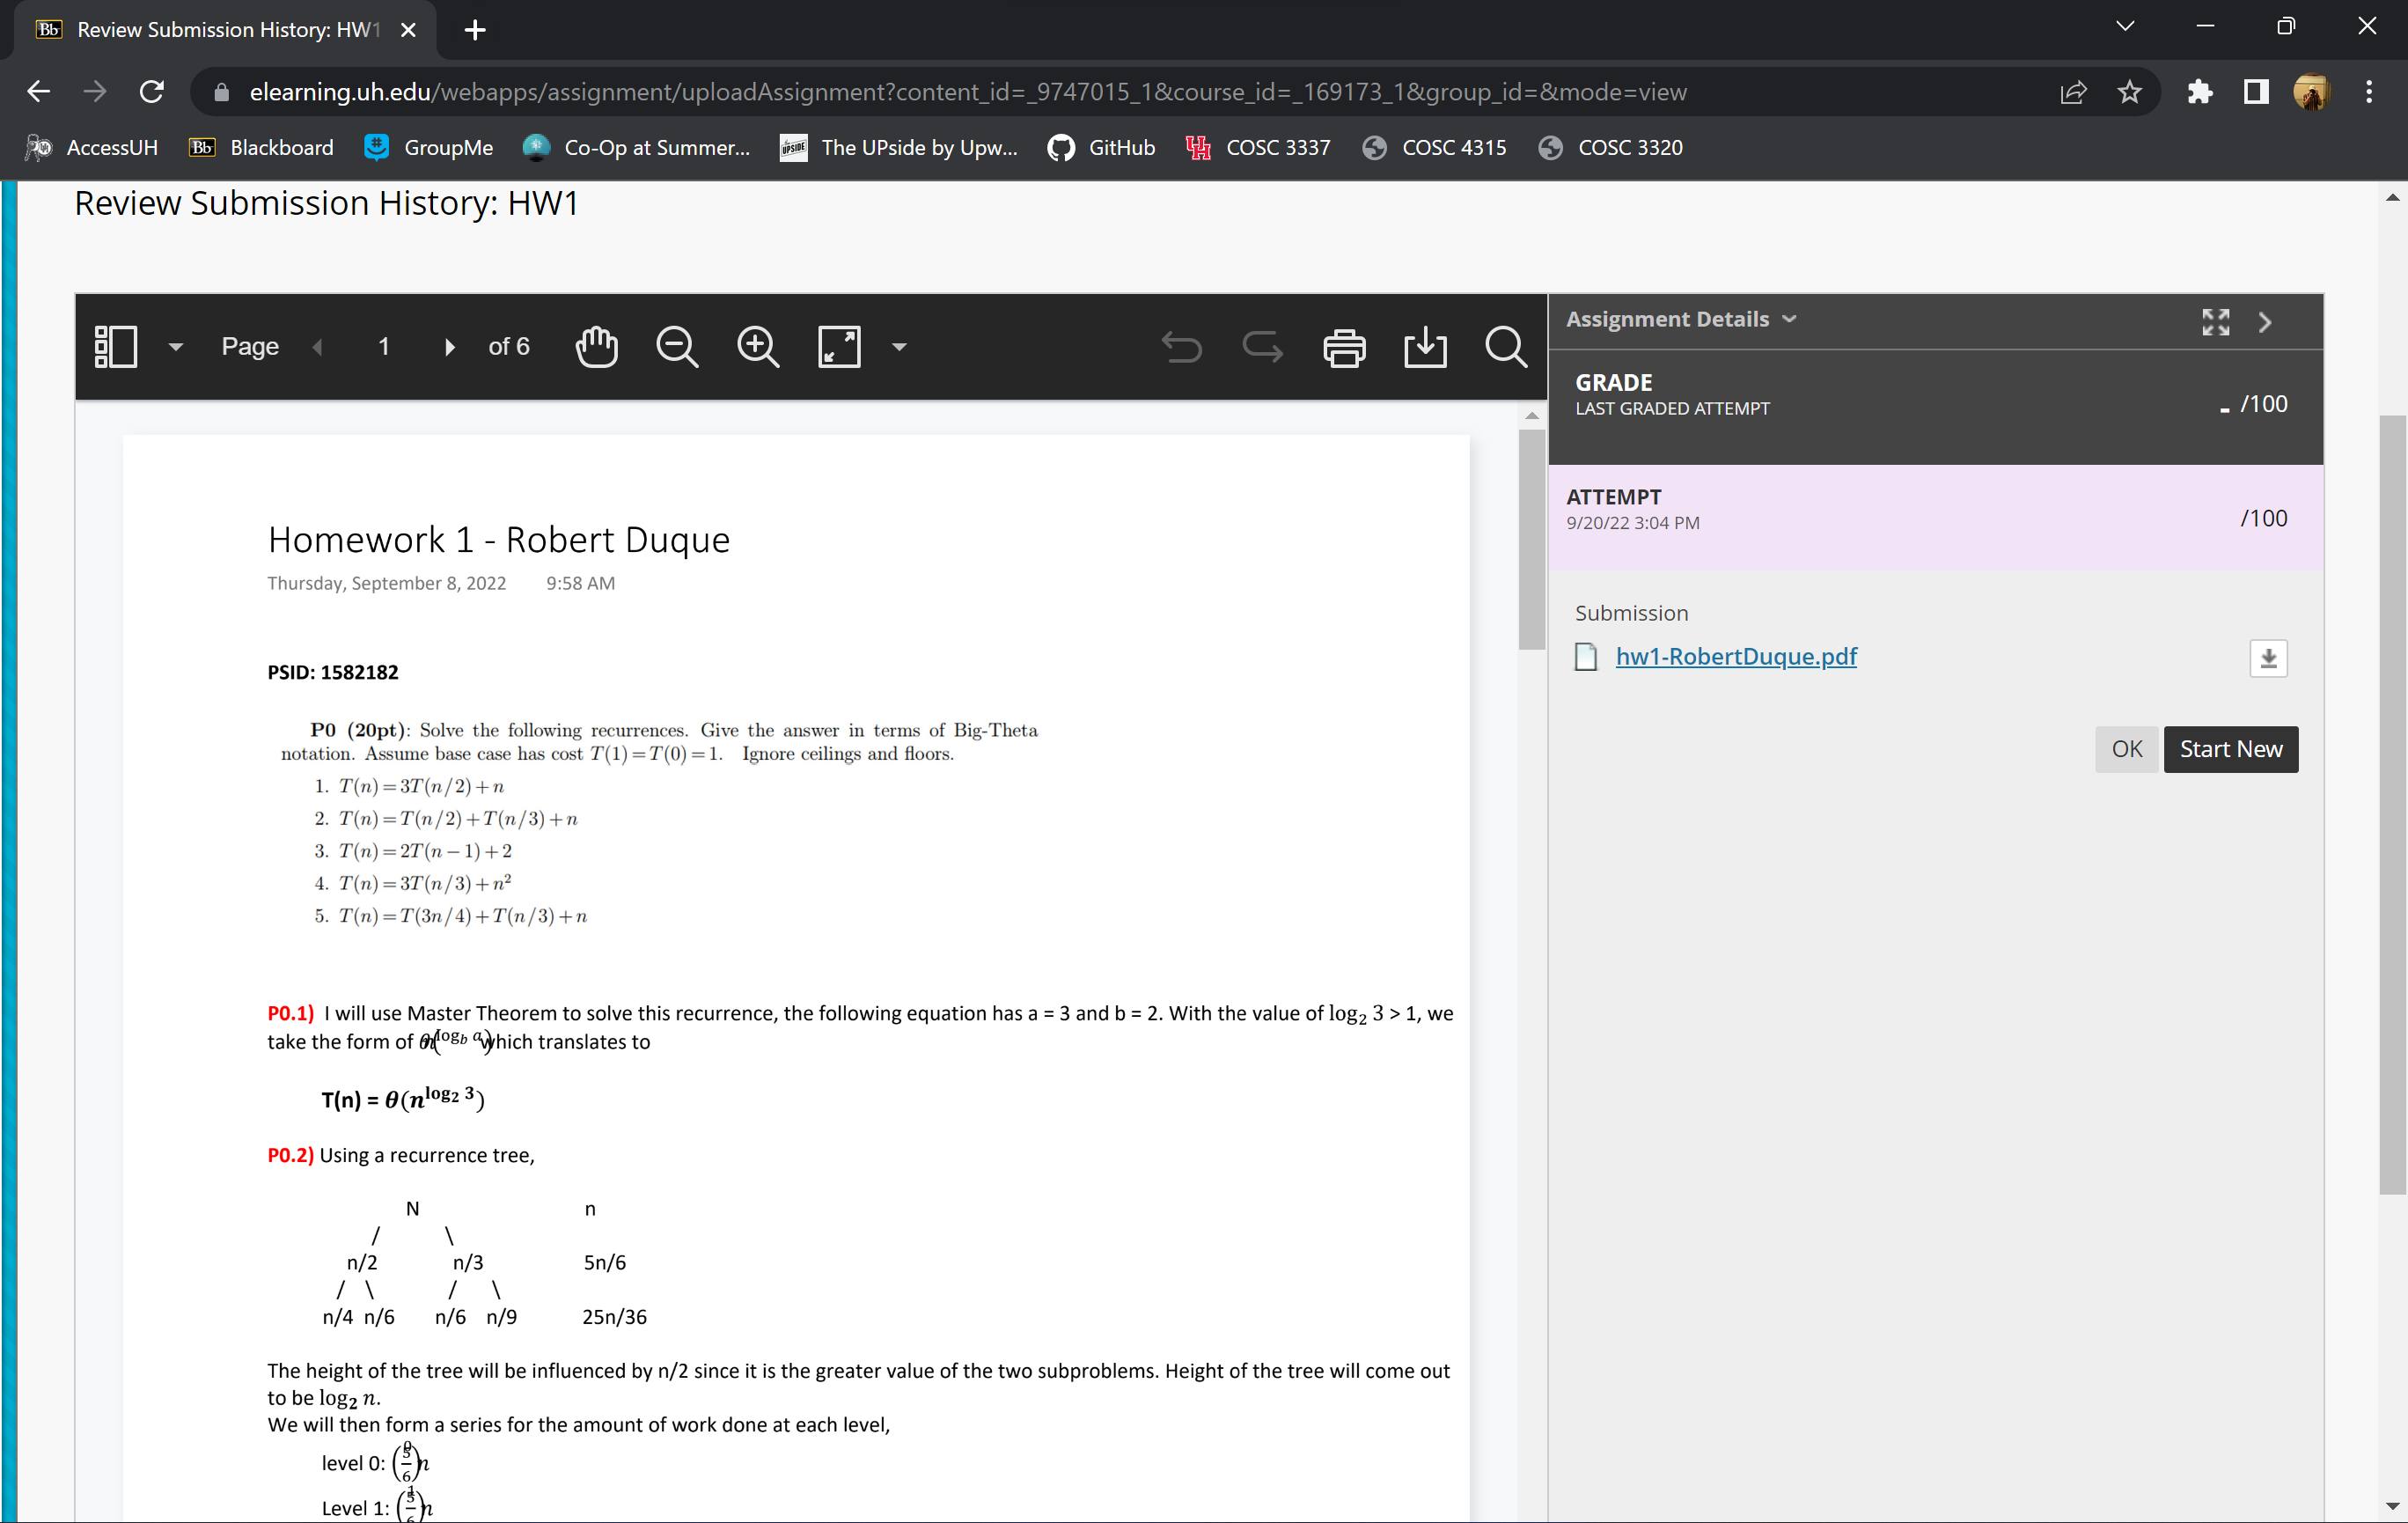 Review Submission History: HW1
elearning.uh.edu/webapps/assignment/uploadAssignment?content_id=_9747015_1&course_id=_169173_1&group_id=&mode=view
AccessUH Blackboard GroupMe Co-Op at Summer... The UPside by Upw... GitHub COSC 3337 COSC 4315 COSC 3320
Review Submission History: HW1
Page 1 of 6
Assignment Details
GRADE
LAST GRADED ATTEMPT
- /100
ATTEMPT
9/20/22 3:04 PM
/100
Submission
hw1-RobertDuque.pdf
OK Start New
Homework 1 - Robert Duque
Thursday, September 8, 2022 9:58 AM
PSID: 1582182
P0 (20pt): Solve the following recurrences. Give the answer in terms of Big-Theta
notation. Assume base case has cost T(1)=T(0)=1. Ignore ceilings and floors.
1. T(n)=3T(n/2)+n
2. T(n)=T(n/2)+T(n/3)+n
3. T(n)=2T(n−1)+2
4. T(n)=3T(n/3)+n²
5. T(n)=T(3n/4)+T(n/3)+n
P0.1) I will use Master Theorem to solve this recurrence, the following equation has a = 3 and b = 2. With the value of log₂ 3 > 1, we
take the form of θ(n^(log_b a)) which translates to
T(n) = θ(n^(log₂ 3))
P0.2) Using a recurrence tree,
N n
/ \
n/2 n/3 5n/6
/ \ / \
n/4 n/6 n/6 n/9 25n/36
The height of the tree will be influenced by n/2 since it is the greater value of the two subproblems. Height of the tree will come out
to be log₂ n.
We will then form a series for the amount of work done at each level,
level 0: (5/6)⁰n
Level 1: (5/6)¹n